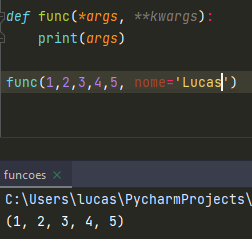 def func(*args, **kwargs):
    print(args)
func(1,2,3,4,5, nome='Lucas')
funcoes ×
C:\Users\lucas\PycharmProjects\
(1, 2, 3, 4, 5)